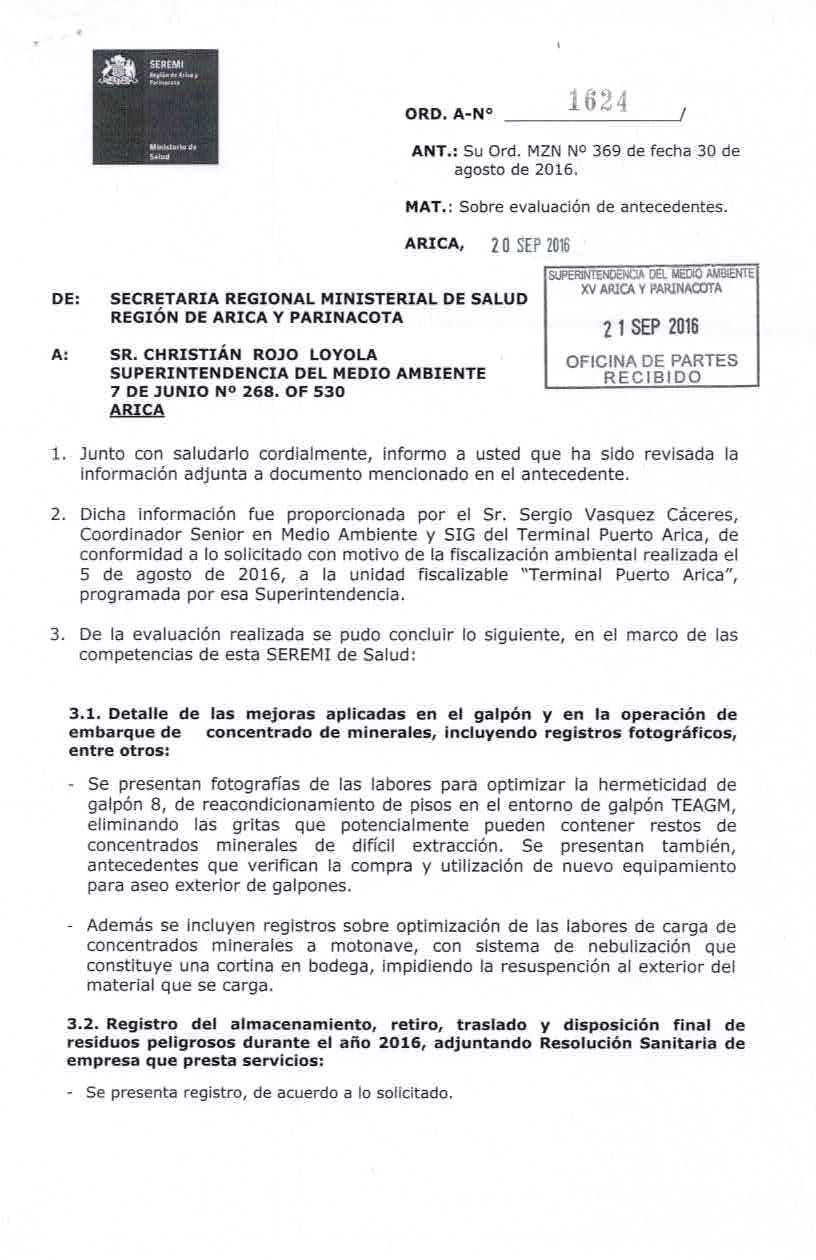 SEREMI
Región de Arica y
Parinacota
Ministerio de
Salud
ORD. A-Nº 1624 /
ANT.: Su Ord. MZN Nº 369 de fecha 30 de
agosto de 2016.
MAT.: Sobre evaluación de antecedentes.
ARICA, 20 SEP 2016
SUPERINTENDENCIA DEL MEDIO AMBIENTE
XV ARICA Y PARINACOTA
21 SEP 2016
OFICINA DE PARTES
RECIBIDO
DE: SECRETARIA REGIONAL MINISTERIAL DE SALUD
REGIÓN DE ARICA Y PARINACOTA
A: SR. CHRISTIÁN ROJO LOYOLA
SUPERINTENDENCIA DEL MEDIO AMBIENTE
7 DE JUNIO Nº 268. OF 530
ARICA
1. Junto con saludarlo cordialmente, informo a usted que ha sido revisada la
información adjunta a documento mencionado en el antecedente.
2. Dicha información fue proporcionada por el Sr. Sergio Vasquez Cáceres,
Coordinador Senior en Medio Ambiente y SIG del Terminal Puerto Arica, de
conformidad a lo solicitado con motivo de la fiscalización ambiental realizada el
5 de agosto de 2016, a la unidad fiscalizable "Terminal Puerto Arica",
programada por esa Superintendencia.
3. De la evaluación realizada se pudo concluir lo siguiente, en el marco de las
competencias de esta SEREMI de Salud:
3.1. Detalle de las mejoras aplicadas en el galpón y en la operación de
embarque de concentrado de minerales, incluyendo registros fotográficos,
entre otros:
- Se presentan fotografías de las labores para optimizar la hermeticidad de
galpón 8, de reacondicionamiento de pisos en el entorno de galpón TEAGM,
eliminando las gritas que potencialmente pueden contener restos de
concentrados minerales de difícil extracción. Se presentan también,
antecedentes que verifican la compra y utilización de nuevo equipamiento
para aseo exterior de galpones.
- Además se incluyen registros sobre optimización de las labores de carga de
concentrados minerales a motonave, con sistema de nebulización que
constituye una cortina en bodega, impidiendo la resuspención al exterior del
material que se carga.
3.2. Registro del almacenamiento, retiro, traslado y disposición final de
residuos peligrosos durante el año 2016, adjuntando Resolución Sanitaria de
empresa que presta servicios:
- Se presenta registro, de acuerdo a lo solicitado.